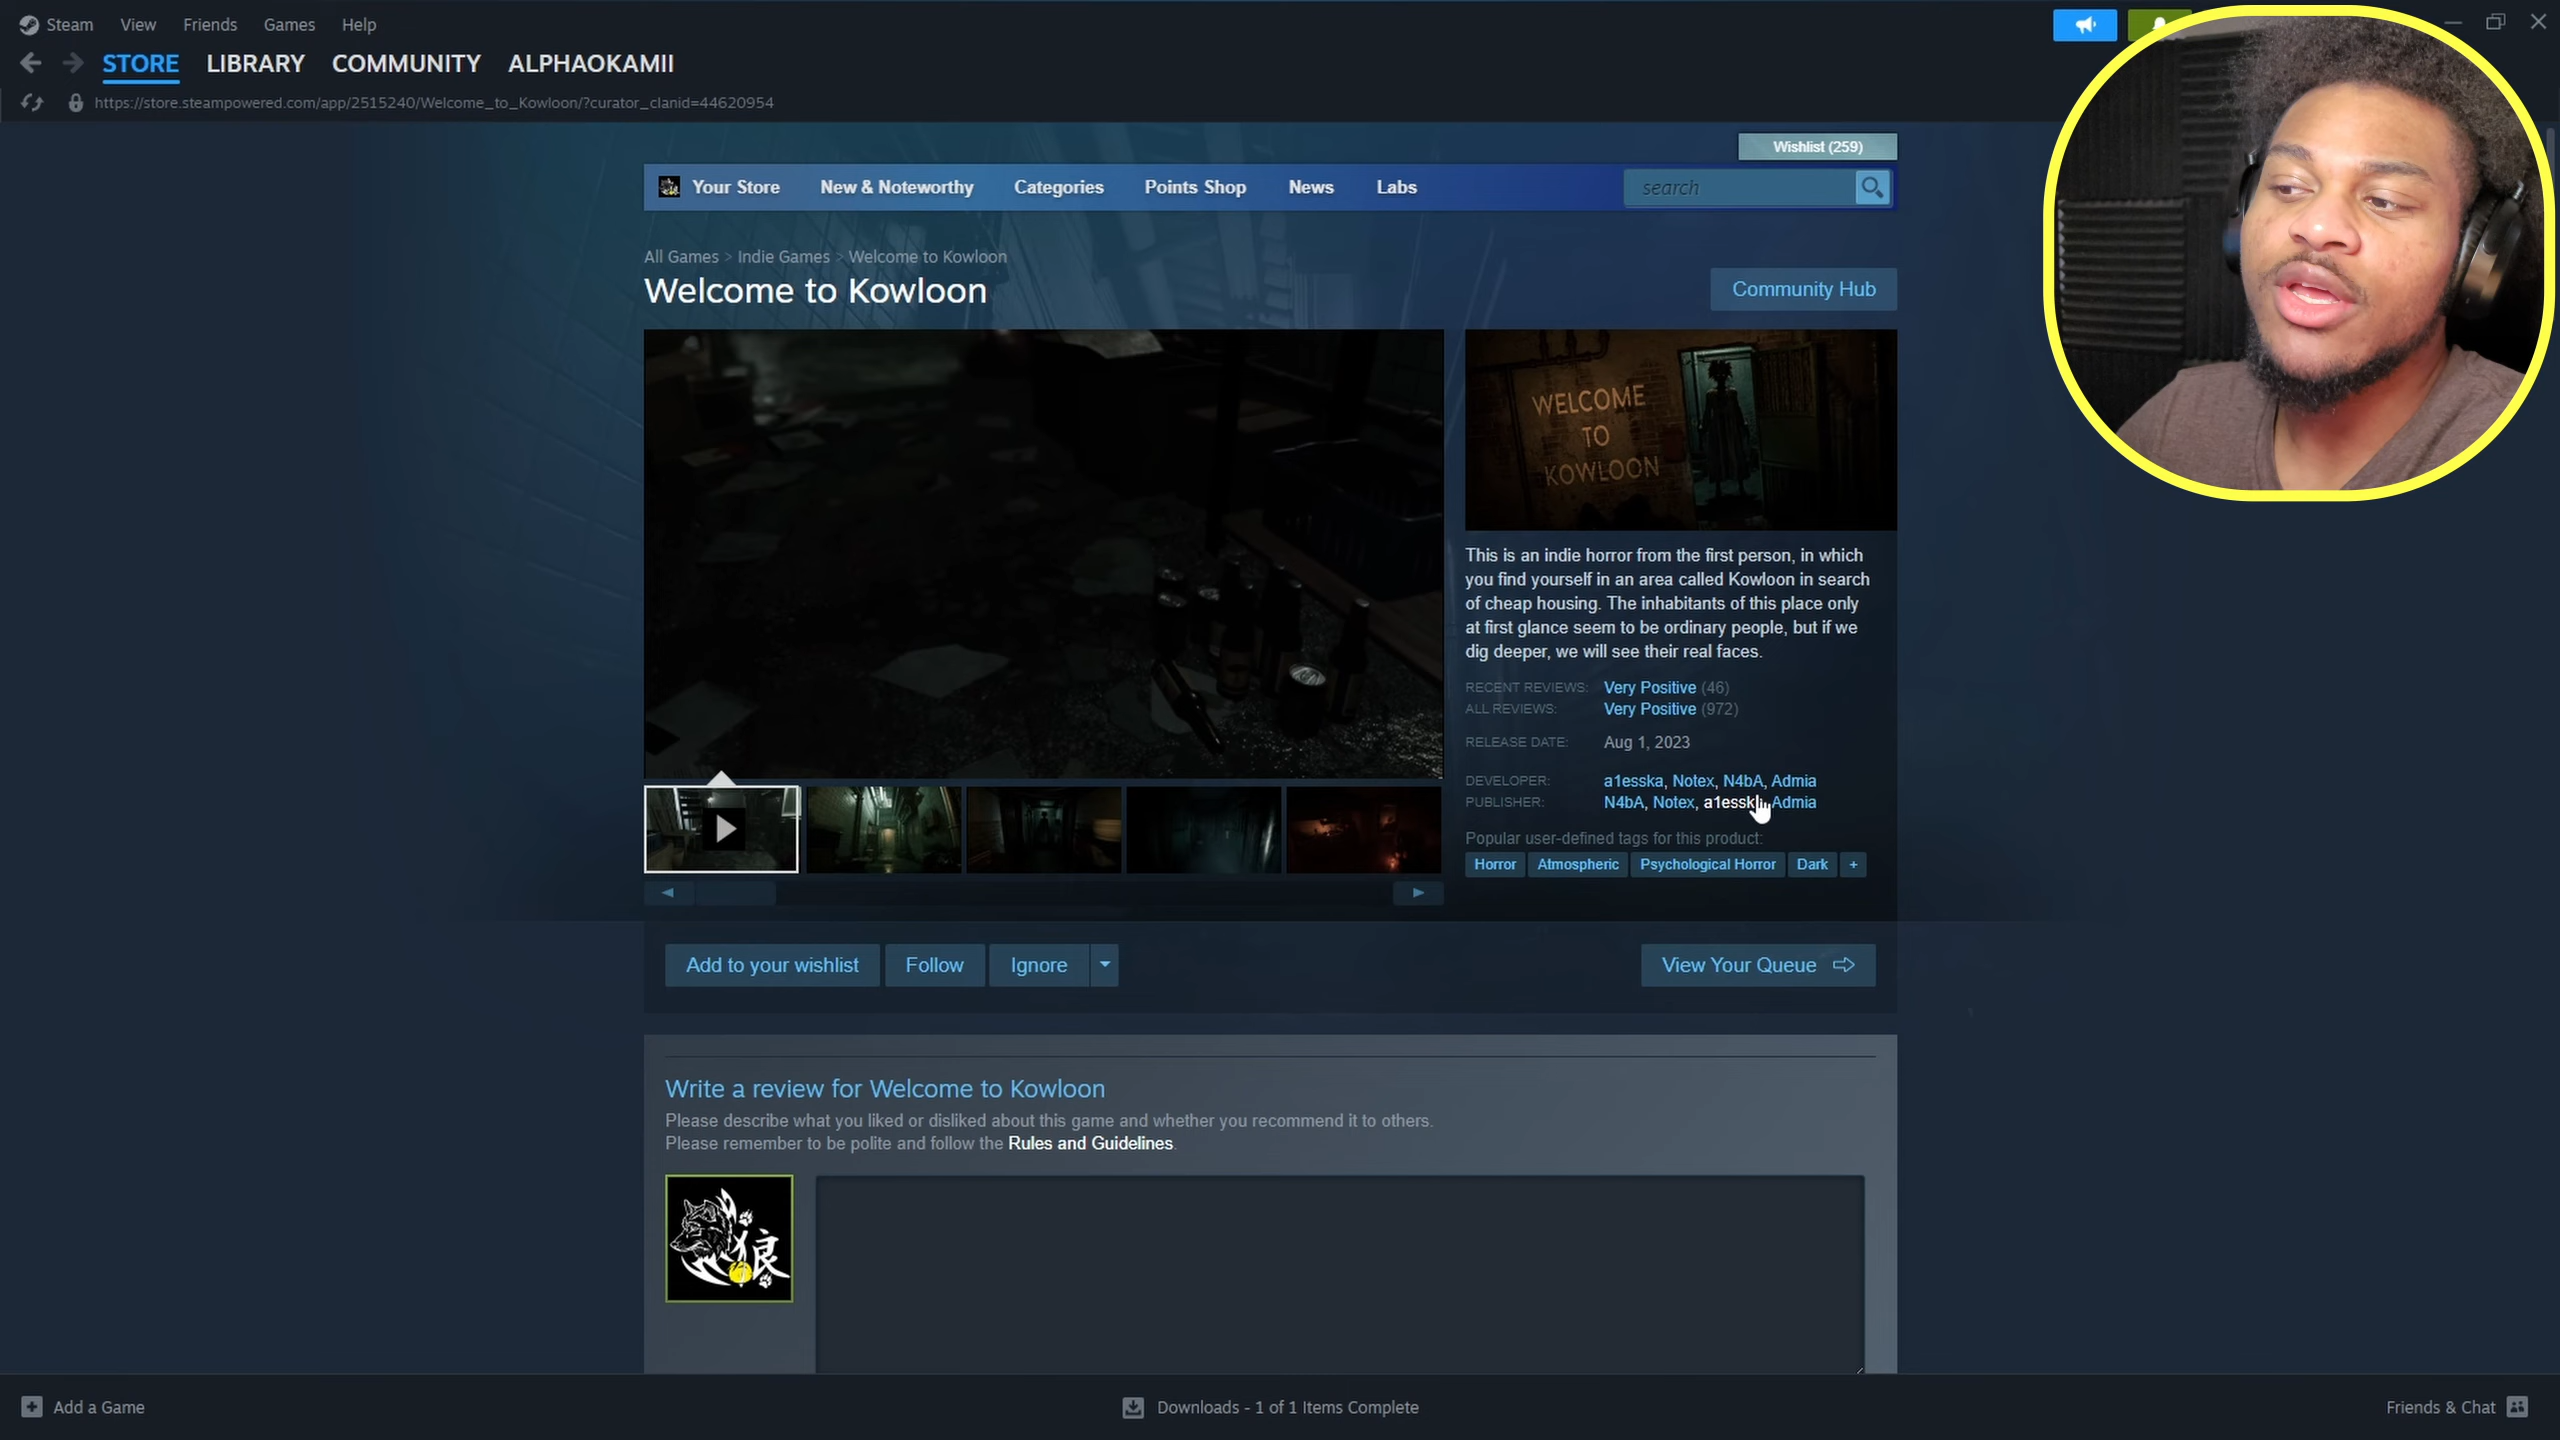 Steam View Friends Games Help
STORE LIBRARY COMMUNITY ALPHAOKAMII
https://store.steampowered.com/app/2515240/Welcome_to_Kowloon/?curator_clanid=44620954
Wishlist (259)
Your Store New & Noteworthy Categories Points Shop News Labs search
All Games > Indie Games > Welcome to Kowloon
Welcome to Kowloon
Community Hub
WELCOME
TO
KOWLOON
This is an indie horror from the first person, in which
you find yourself in an area called Kowloon in search
of cheap housing. The inhabitants of this place only
at first glance seem to be ordinary people, but if we
dig deeper, we will see their real faces.
RECENT REVIEWS: Very Positive (46)
ALL REVIEWS: Very Positive (972)
RELEASE DATE: Aug 1, 2023
DEVELOPER: a1esska, Notex, N4bA, Admia
PUBLISHER: N4bA, Notex, a1essk Admia
Popular user-defined tags for this product:
Horror Atmospheric Psychological Horror Dark +
Add to your wishlist Follow Ignore View Your Queue
Write a review for Welcome to Kowloon
Please describe what you liked or disliked about this game and whether you recommend it to others.
Please remember to be polite and follow the Rules and Guidelines.
狼
Add a Game Downloads - 1 of 1 Items Complete Friends & Chat